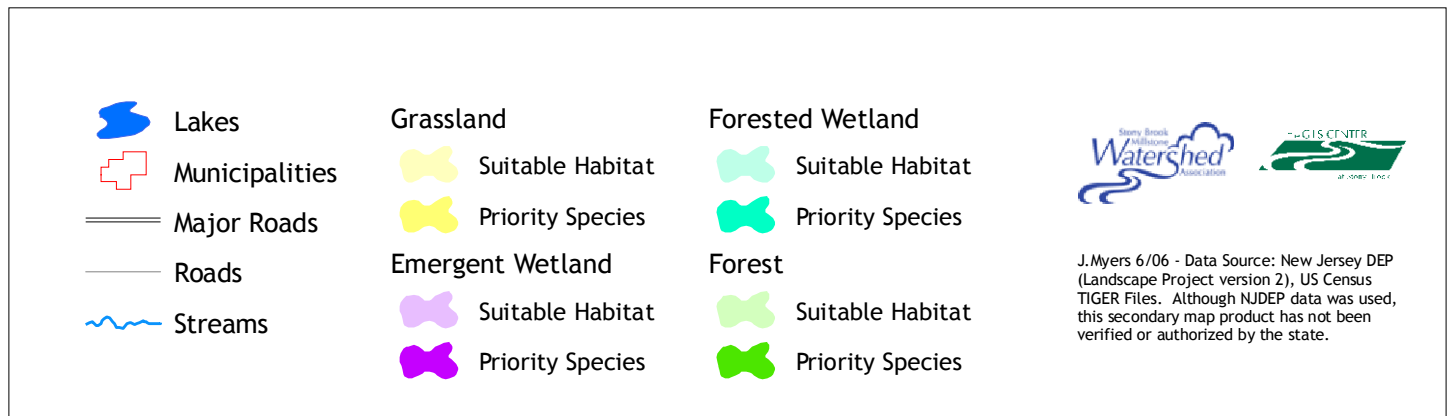 Lakes
Municipalities
Major Roads
Roads
Streams
Grassland
Suitable Habitat
Priority Species
Emergent Wetland
Suitable Habitat
Priority Species
Forested Wetland
Suitable Habitat
Priority Species
Forest
Suitable Habitat
Priority Species
Stony Brook
Millstone
Watershed
Association
GIS CENTER
at Stony Brook
J.Myers 6/06 - Data Source: New Jersey DEP
(Landscape Project version 2), US Census
TIGER Files.  Although NJDEP data was used,
this secondary map product has not been
verified or authorized by the state.